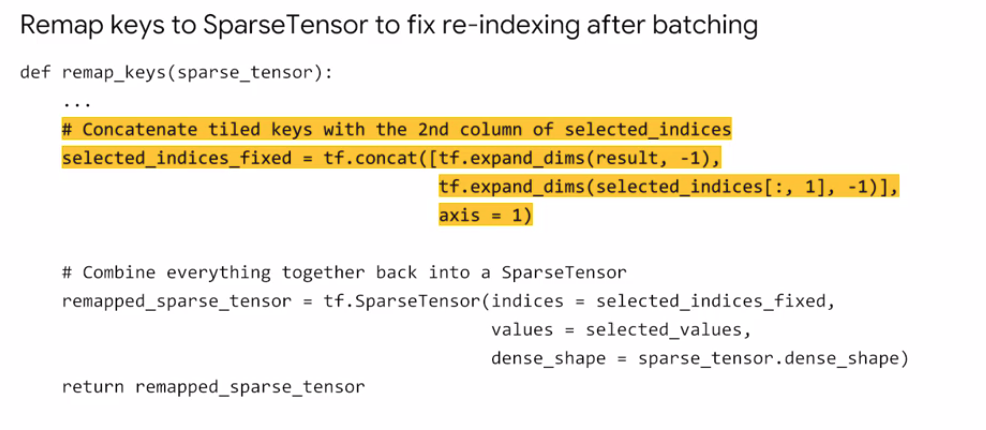 Remap keys to SparseTensor to fix re-indexing after batching
def remap_keys(sparse_tensor):
    ...
    # Concatenate tiled keys with the 2nd column of selected_indices
    selected_indices_fixed = tf.concat([tf.expand_dims(result, -1),
                                        tf.expand_dims(selected_indices[:, 1], -1)],
                                        axis = 1)

    # Combine everything together back into a SparseTensor
    remapped_sparse_tensor = tf.SparseTensor(indices = selected_indices_fixed,
                                             values = selected_values,
                                             dense_shape = sparse_tensor.dense_shape)
    return remapped_sparse_tensor